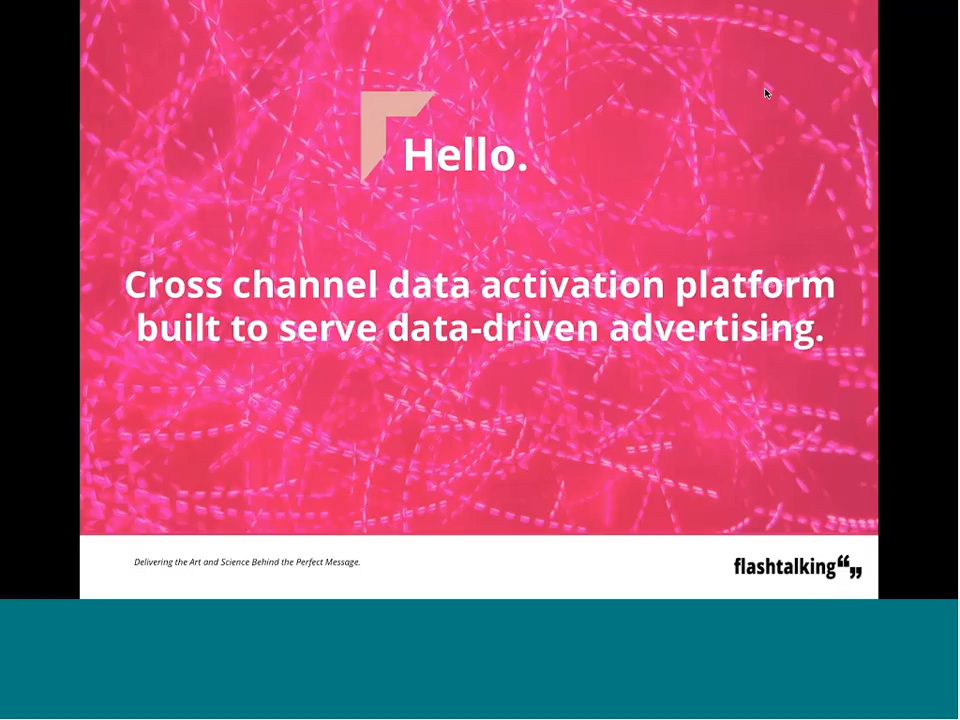 Hello.
Cross channel data activation platform
built to serve data-driven advertising.
Delivering the Art and Science Behind the Perfect Message.
flashtalking“„